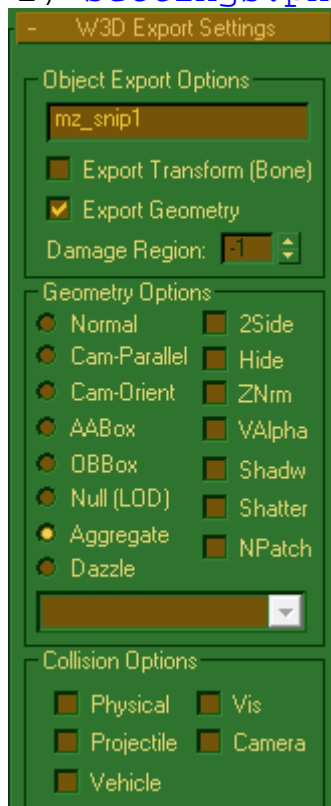 - W3D Export Settings
Object Export Options
mz_snip1
Export Transform (Bone)
Export Geometry
Damage Region: -1
Geometry Options
Normal 2Side
Cam-Parallel Hide
Cam-Orient ZNrm
AABox VAlpha
OBBox Shadw
Null (LOD) Shatter
Aggregate NPatch
Dazzle
Collision Options
Physical Vis
Projectile Camera
Vehicle